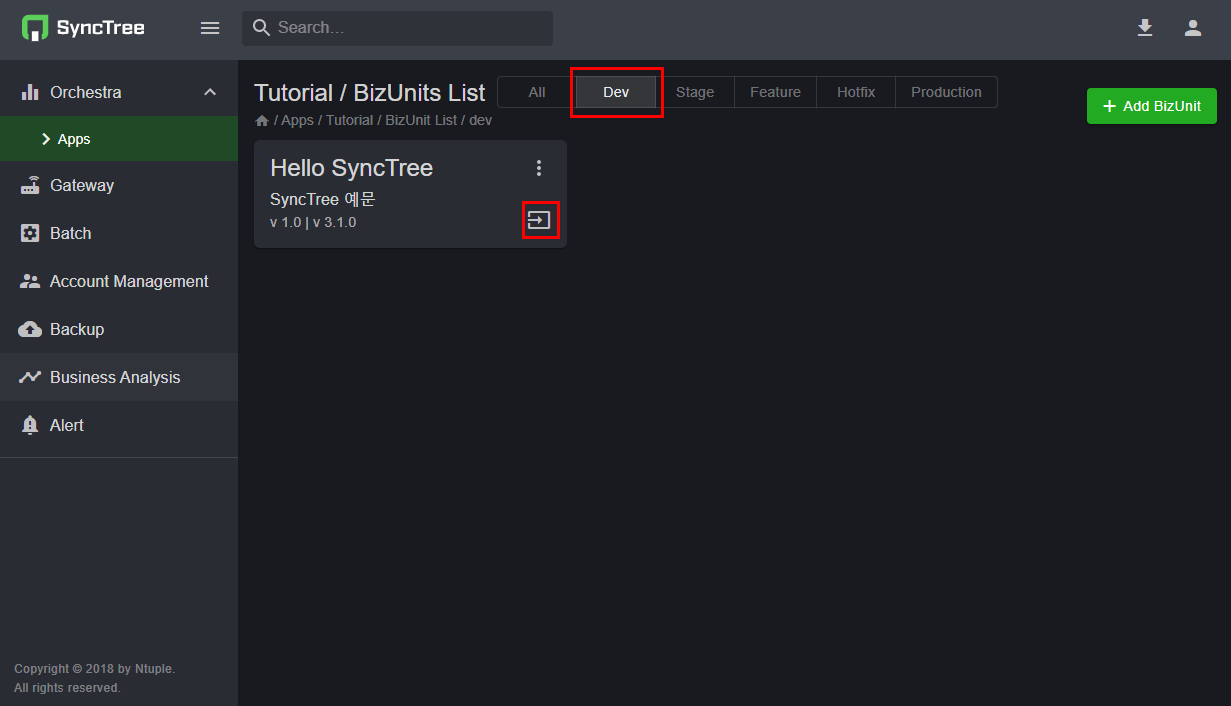 SyncTree
Search...
Orchestra
Apps
Gateway
Batch
Account Management
Backup
Business Analysis
Alert
Copyright © 2018 by Ntuple.
All rights reserved.
Tutorial / BizUnits List
All
Dev
Stage
Feature
Hotfix
Production
/ Apps / Tutorial / BizUnit List / dev
+ Add BizUnit
Hello SyncTree
SyncTree 예문
v 1.0 | v 3.1.0